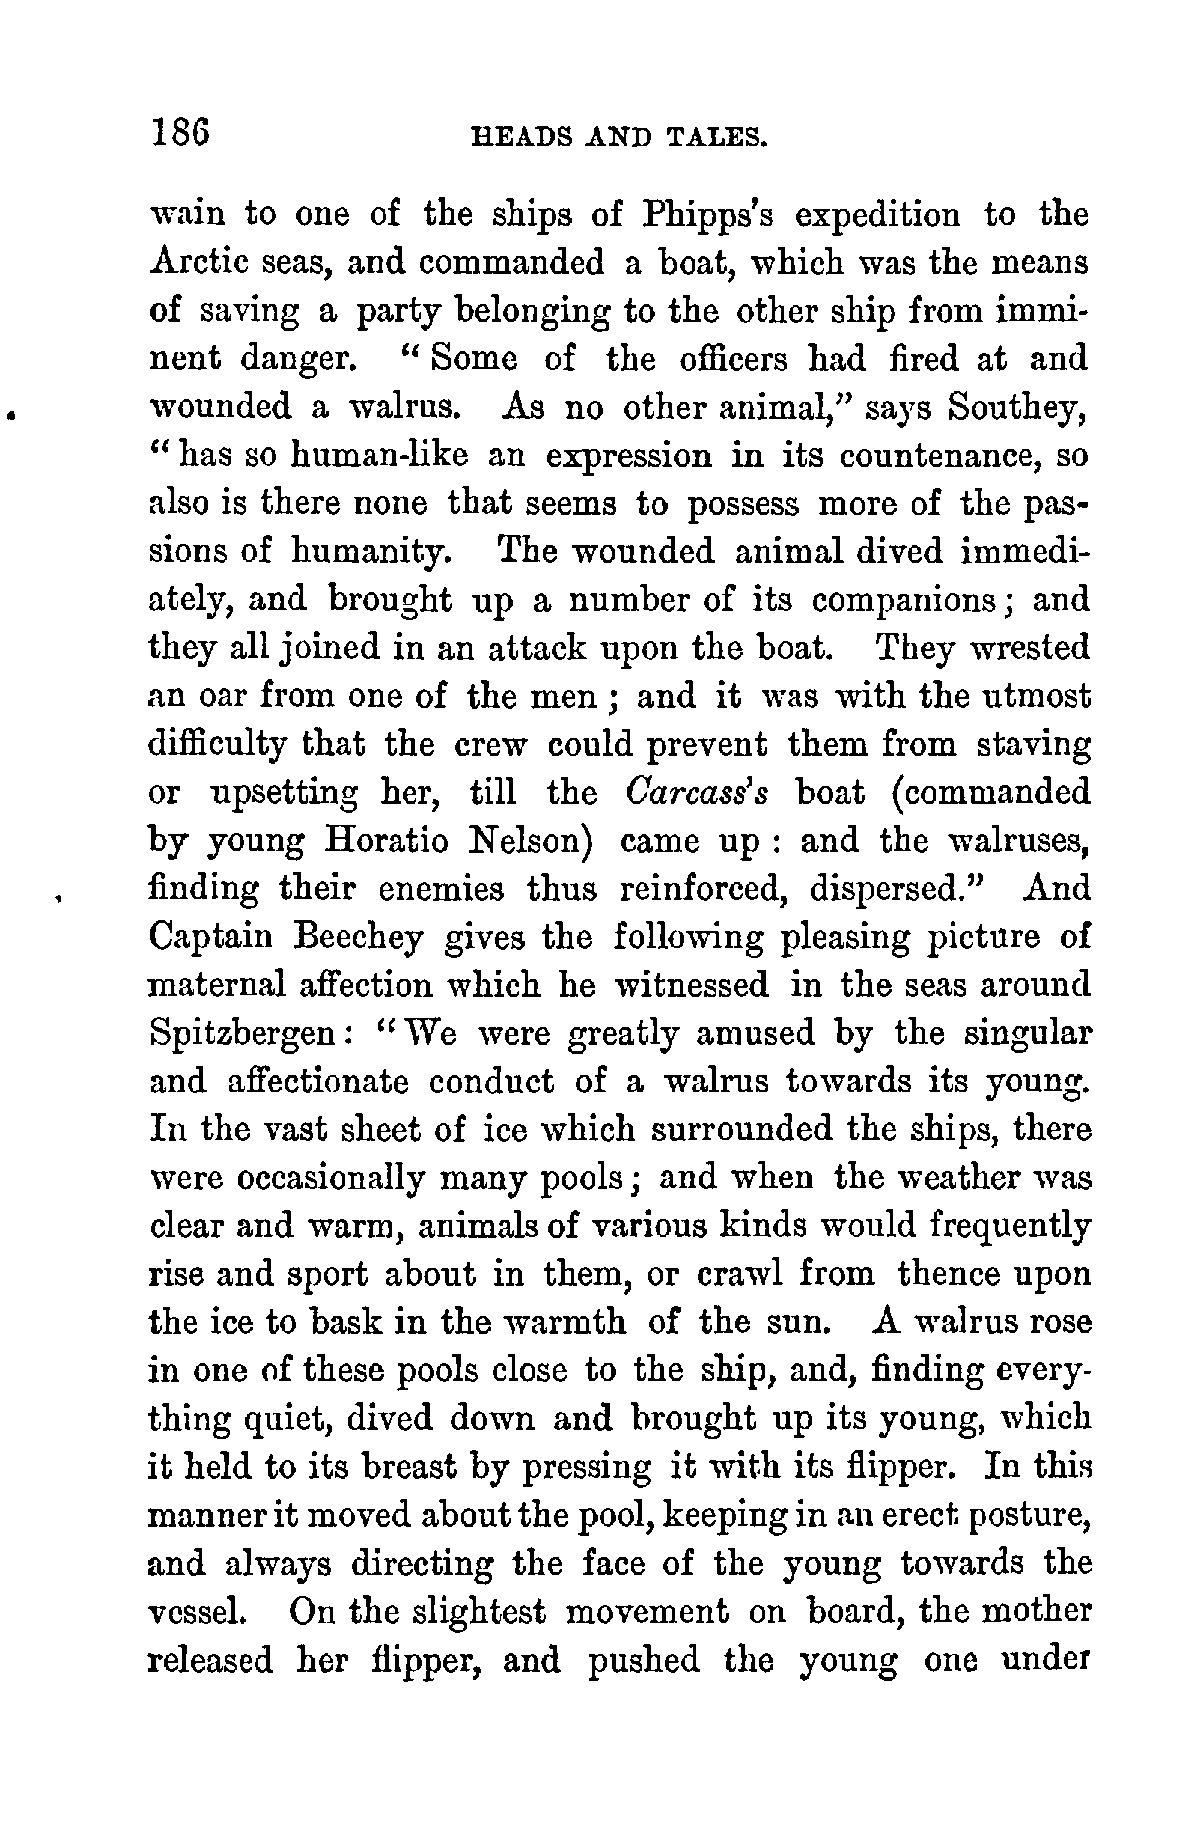 186 HEADS AND TALES.
wain to one of the ships of Phipps's expedition to the
Arctic seas, and commanded a boat, which was the means
of saving a party belonging to the other ship from immi-
nent danger. "Some of the officers had fired at and
wounded a walrus. As no other animal," says Southey,
"has so human-like an expression in its countenance, so
also is there none that seems to possess more of the pas-
sions of humanity. The wounded animal dived immedi-
ately, and brought up a number of its companions; and
they all joined in an attack upon the boat. They wrested
an oar from one of the men; and it was with the utmost
difficulty that the crew could prevent them from staving
or upsetting her, till the Carcass's boat (commanded
by young Horatio Nelson) came up: and the walruses,
finding their enemies thus reinforced, dispersed." And
Captain Beechey gives the following pleasing picture of
maternal affection which he witnessed in the seas around
Spitzbergen: "We were greatly amused by the singular
and affectionate conduct of a walrus towards its young.
In the vast sheet of ice which surrounded the ships, there
were occasionally many pools; and when the weather was
clear and warm, animals of various kinds would frequently
rise and sport about in them, or crawl from thence upon
the ice to bask in the warmth of the sun. A walrus rose
in one of these pools close to the ship, and, finding every-
thing quiet, dived down and brought up its young, which
it held to its breast by pressing it with its flipper. In this
manner it moved about the pool, keeping in an erect posture,
and always directing the face of the young towards the
vessel. On the slightest movement on board, the mother
released her flipper, and pushed the young one under